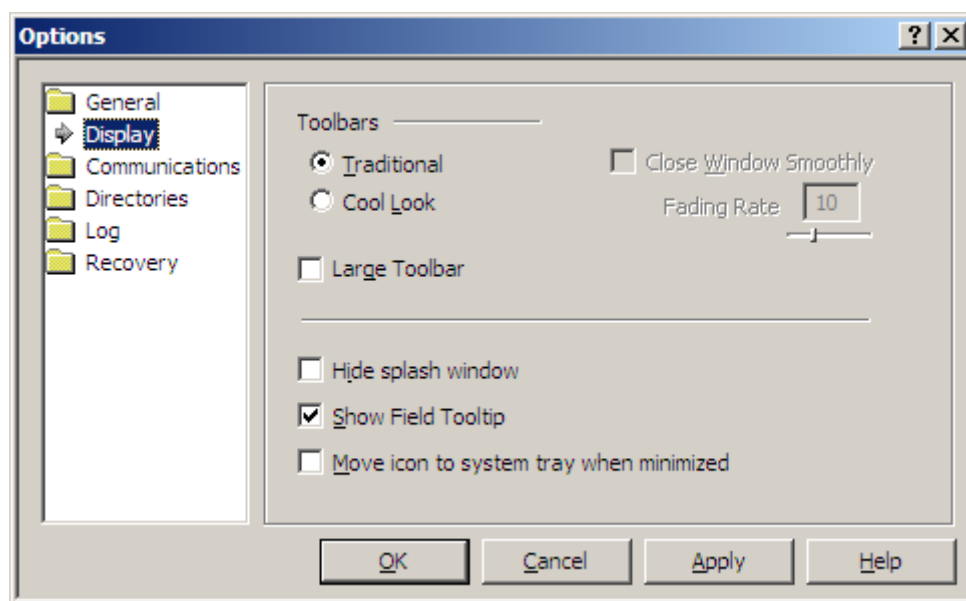 Options
General
Display
Communications
Directories
Log
Recovery
Toolbars
Traditional
Close Window Smoothly
Cool Look
Fading Rate 10
Large Toolbar
Hide splash window
Show Field Tooltip
Move icon to system tray when minimized
OK Cancel Apply Help